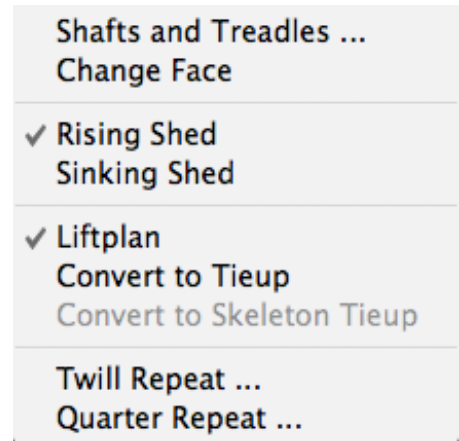 Shafts and Treadles ...
Change Face
✓ Rising Shed
Sinking Shed
✓ Liftplan
Convert to Tieup
Convert to Skeleton Tieup
Twill Repeat ...
Quarter Repeat ...